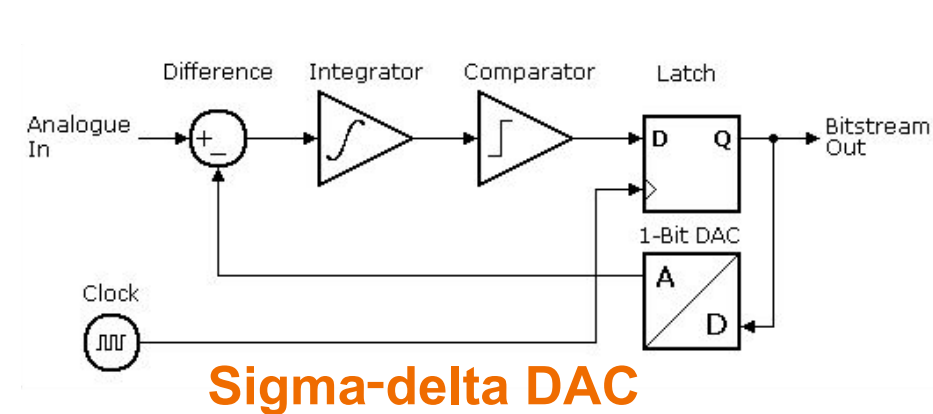 Difference
Integrator
Comparator
Latch
Analogue
In
+
−
D
Q
Bitstream
Out
1-Bit DAC
A
D
Clock
Sigma-delta DAC